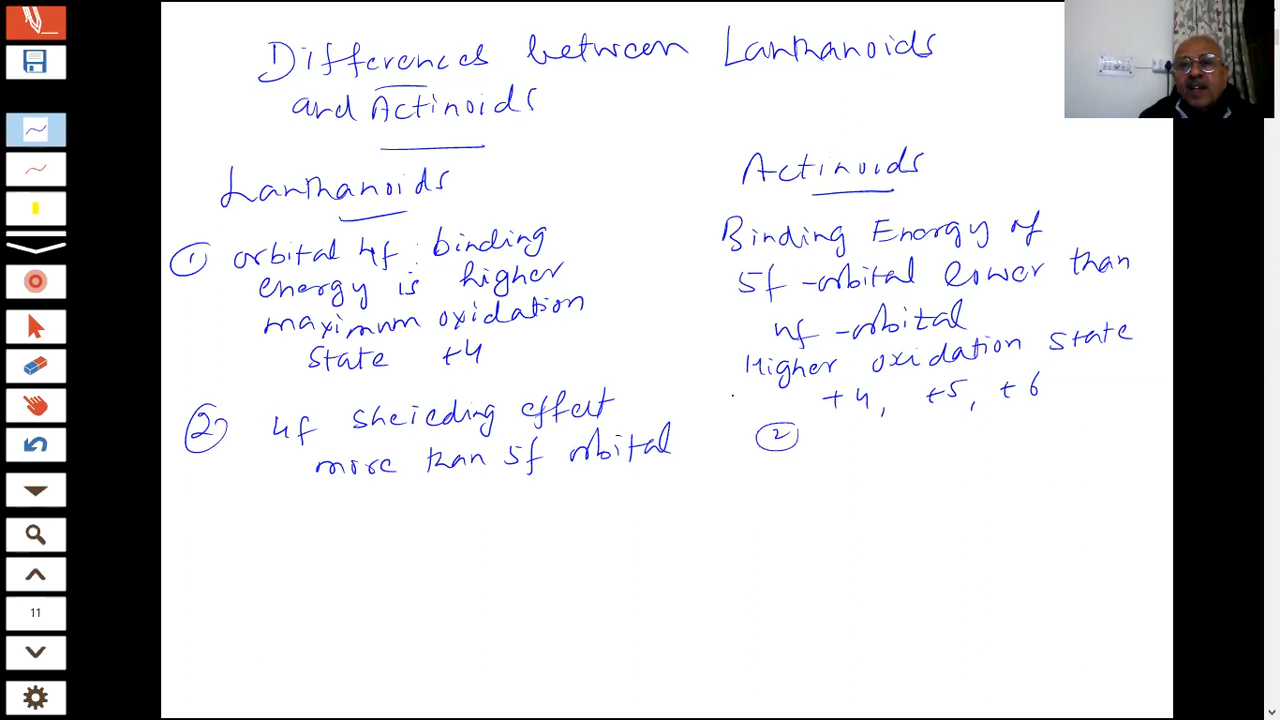 Differences between Lanthanoids
and Actinoids
Lanthanoids
① orbital 4f binding
energy is higher
maximum oxidation
state +4
② 4f sheieding effect
more than 5f orbital
Actinoids
Binding Energy of
5f -orbital lower than
4f -orbital
Higher oxidation state
+4, +5, +6
②
11